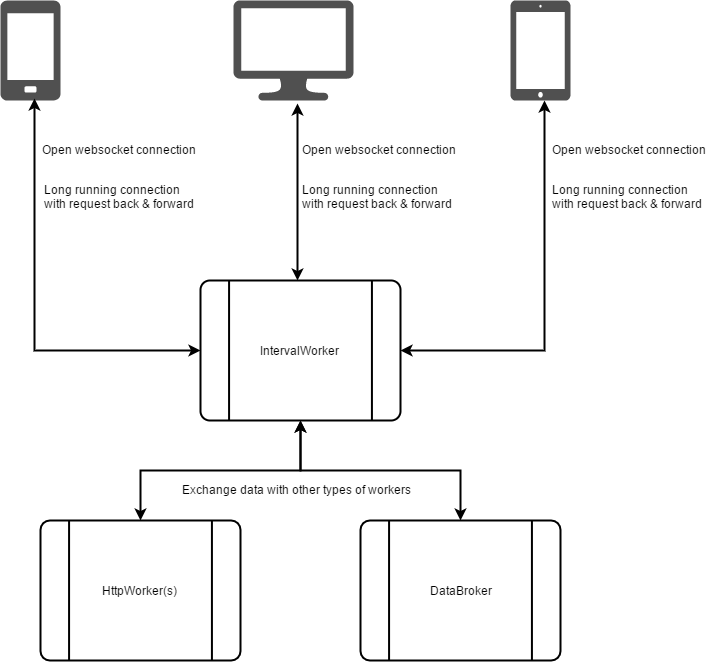 Open websocket connection
Long running connection
with request back & forward
Open websocket connection
Long running connection
with request back & forward
Open websocket connection
Long running connection
with request back & forward
IntervalWorker
Exchange data with other types of workers
HttpWorker(s)
DataBroker